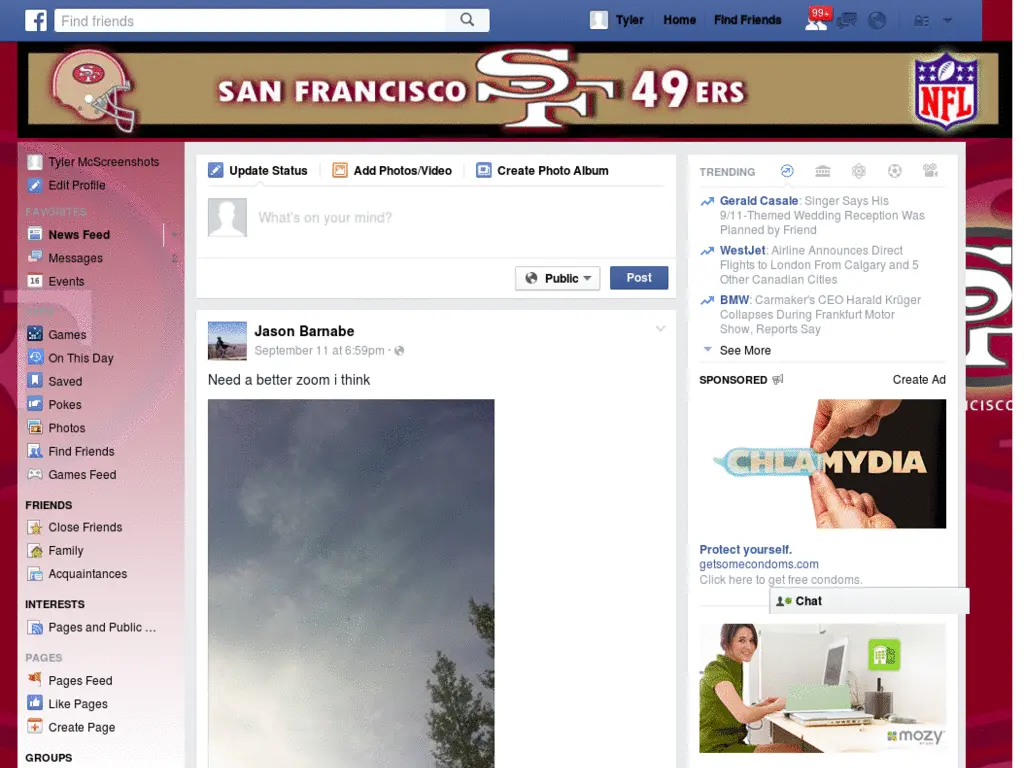 Find friends
Tyler
Home
Find Friends
99+
SAN FRANCISCO SF 49ERS
NFL
Tyler McScreenshots
Edit Profile
FAVORITES
News Feed
Messages
2
16
Events
Games
On This Day
Saved
Pokes
Photos
Find Friends
Games Feed
FRIENDS
Close Friends
Family
Acquaintances
INTERESTS
Pages and Public ...
PAGES
Pages Feed
Like Pages
Create Page
GROUPS
Update Status
Add Photos/Video
Create Photo Album
What's on your mind?
Public
Post
Jason Barnabe
September 11 at 6:59pm ·
Need a better zoom i think
TRENDING
Gerald Casale: Singer Says His
9/11-Themed Wedding Reception Was
Planned by Friend
WestJet: Airline Announces Direct
Flights to London From Calgary and 5
Other Canadian Cities
BMW: Carmaker's CEO Harald Krüger
Collapses During Frankfurt Motor
Show, Reports Say
See More
SPONSORED
Create Ad
CHLAMYDIA
Protect yourself.
getsomecondoms.com
Click here to get free condoms.
Chat
mozy